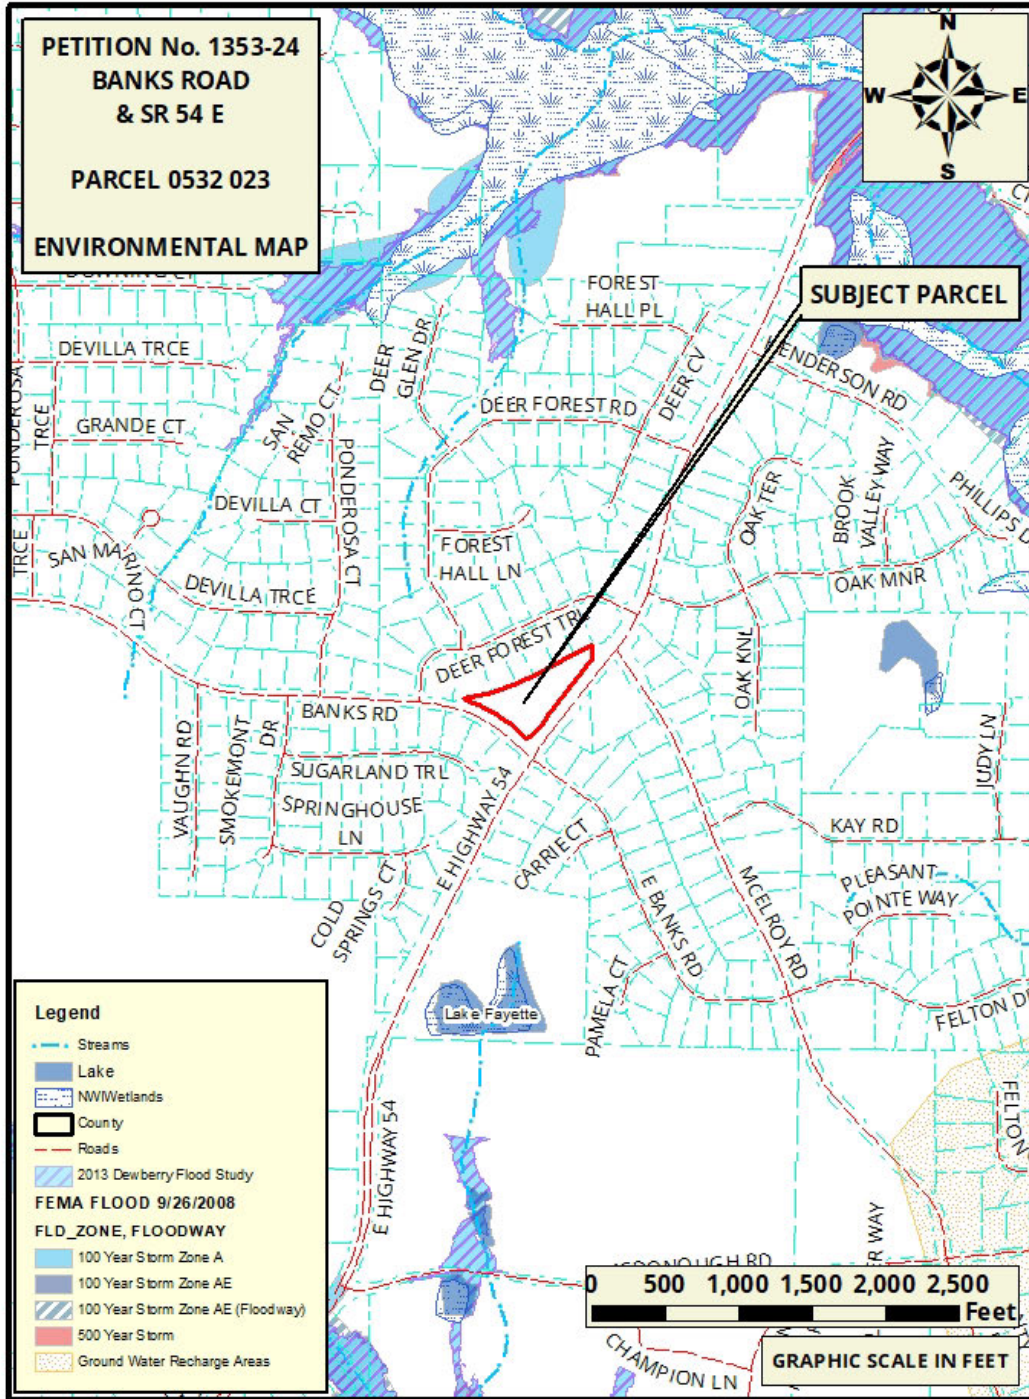 PETITION No. 1353-24
BANKS ROAD
& SR 54 E
PARCEL 0532 023
ENVIRONMENTAL MAP
N
W
E
S
SUBJECT PARCEL
FOREST
HALL PL
DEVILLA TRCE
DEER
GLEN DR
HENDERSON RD
PONDEROSA
TRCE
GRANDE CT
SAN
REMO CT
DEER FOREST RD
DEER CV
PONDEROSA CT
DEVILLA CT
OAK TER
BROOK
VALLEY WAY
TRCE
FOREST
HALL LN
DEVILLA TRCE
OAK MNR
DEER FOREST TRL
OAK KNL
BANKS RD
VAUGHN RD
SMOKEMONT
DR
SUGARLAND TRL
SPRINGHOUSE
LN
JUDY LN
E HIGHWAY 54
CARRIE CT
KAY RD
COLD
SPRINGS CT
E BANKS RD
MCELROY RD
PLEASANT
POINTE WAY
Lake Fayette
PAMELA CT
E HIGHWAY 54
CHAMPION LN
Legend
Streams
Lake
NWIWetlands
County
Roads
2013 Dewberry Flood Study
FEMA FLOOD 9/26/2008
FLD_ZONE, FLOODWAY
100 Year Storm Zone A
100 Year Storm Zone AE
100 Year Storm Zone AE (Floodway)
500 Year Storm
Ground Water Recharge Areas
0 500 1,000 1,500 2,000 2,500
Feet
GRAPHIC SCALE IN FEET